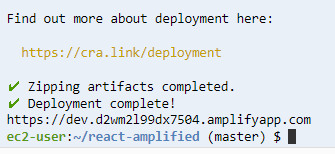 Find out more about deployment here:
https://cra.link/deployment
✔ Zipping artifacts completed.
✔ Deployment complete!
https://dev.d2wm2l99dx7504.amplifyapp.com
ec2-user:~/react-amplified (master) $